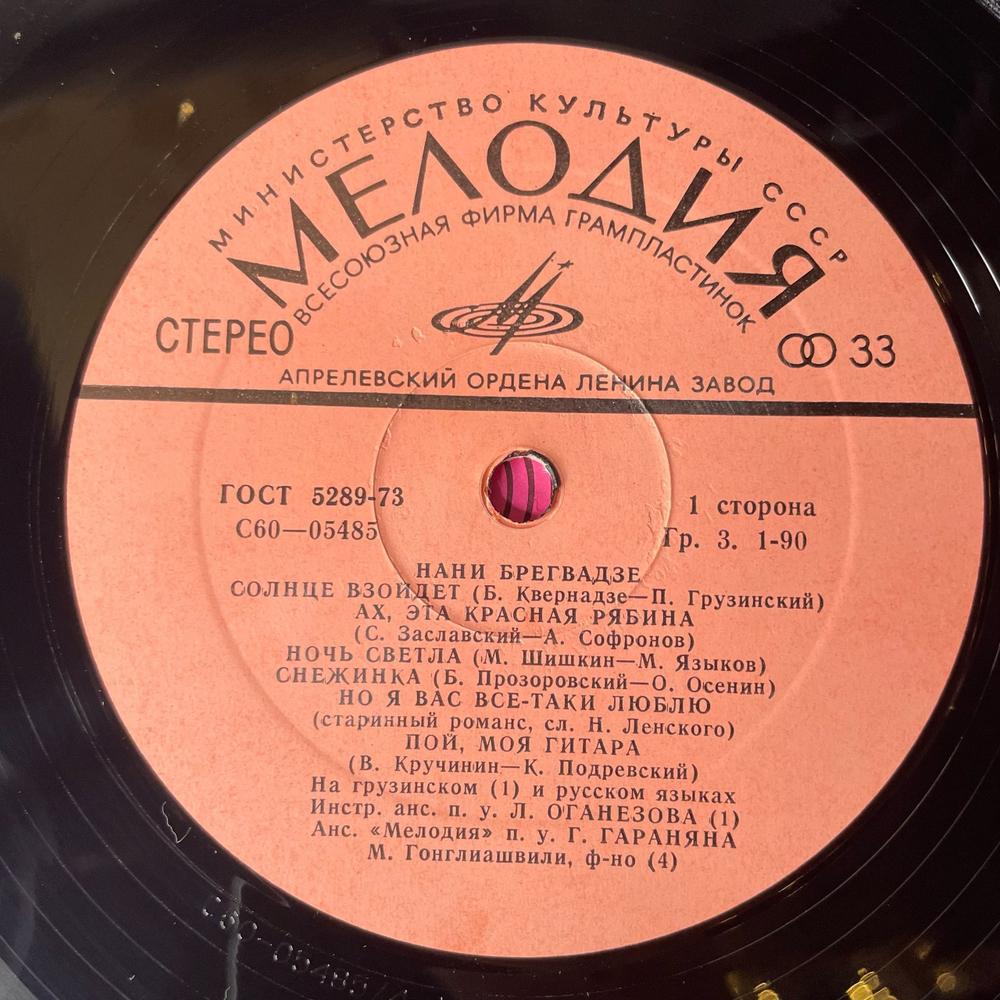 МИНИСТЕРСТВО КУЛЬТУРЫ СССР
МЕЛОДИЯ
ВСЕСОЮЗНАЯ ФИРМА ГРАМПЛАСТИНОК
СТЕРЕО
33
АПРЕЛЕВСКИЙ ОРДЕНА ЛЕНИНА ЗАВОД
ГОСТ 5289-73
1 сторона
С60—05485
Гр. 3. 1-90
НАНИ БРЕГВАДЗЕ
СОЛНЦЕ ВЗОЙДЕТ (Б. Квернадзе—П. Грузинский)
АХ, ЭТА КРАСНАЯ РЯБИНА
(С. Заславский—А. Софронов)
НОЧЬ СВЕТЛА (М. Шишкин—М. Языков)
СНЕЖИНКА (Б. Прозоровский—О. Осенин)
НО Я ВАС ВСЕ-ТАКИ ЛЮБЛЮ
(старинный романс, сл. Н. Ленского)
ПОЙ, МОЯ ГИТАРА
(В. Кручинин—К. Подревский)
На грузинском (1) и русском языках
Инстр. анс. п. у. Л. ОГАНЕЗОВА (1)
Анс. «Мелодия» п. у. Г. ГАРАНЯНА
М. Гонглиашвили, ф-но (4)